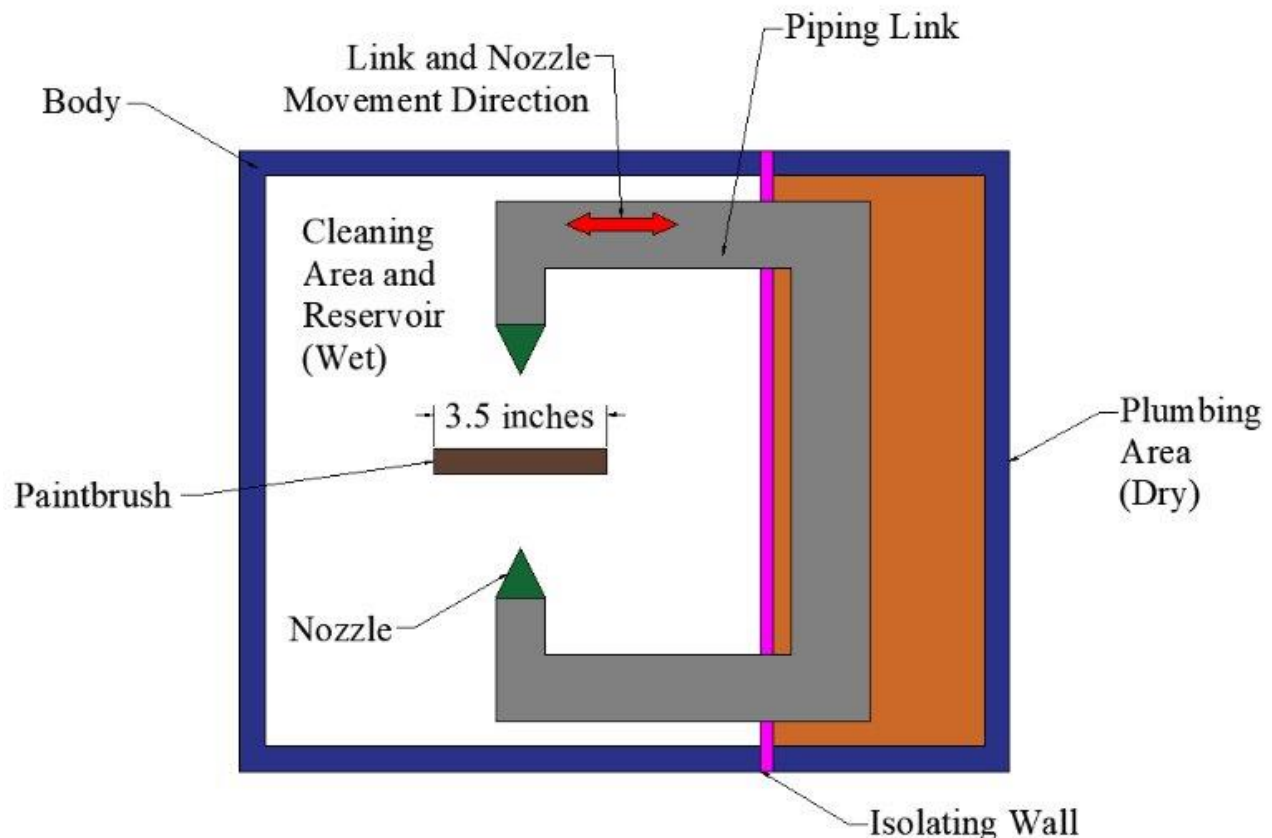 Piping Link
Link and Nozzle
Movement Direction
Body
Cleaning
Area and
Reservoir
(Wet)
3.5 inches
Plumbing
Area
(Dry)
Paintbrush
Nozzle
Isolating Wall